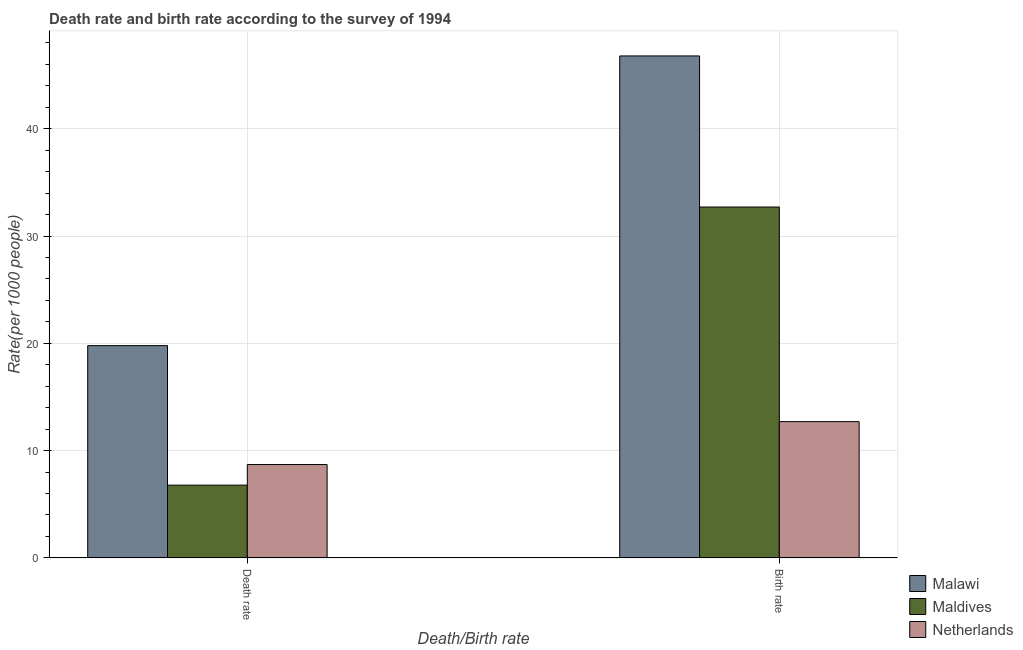 Death rate and birth rate according to the survey of 1994
Rate(per 1000 people)
40
30
20
10
0
Death rate
Birth rate
Death/Birth rate
Malawi
Maldives
Netherlands